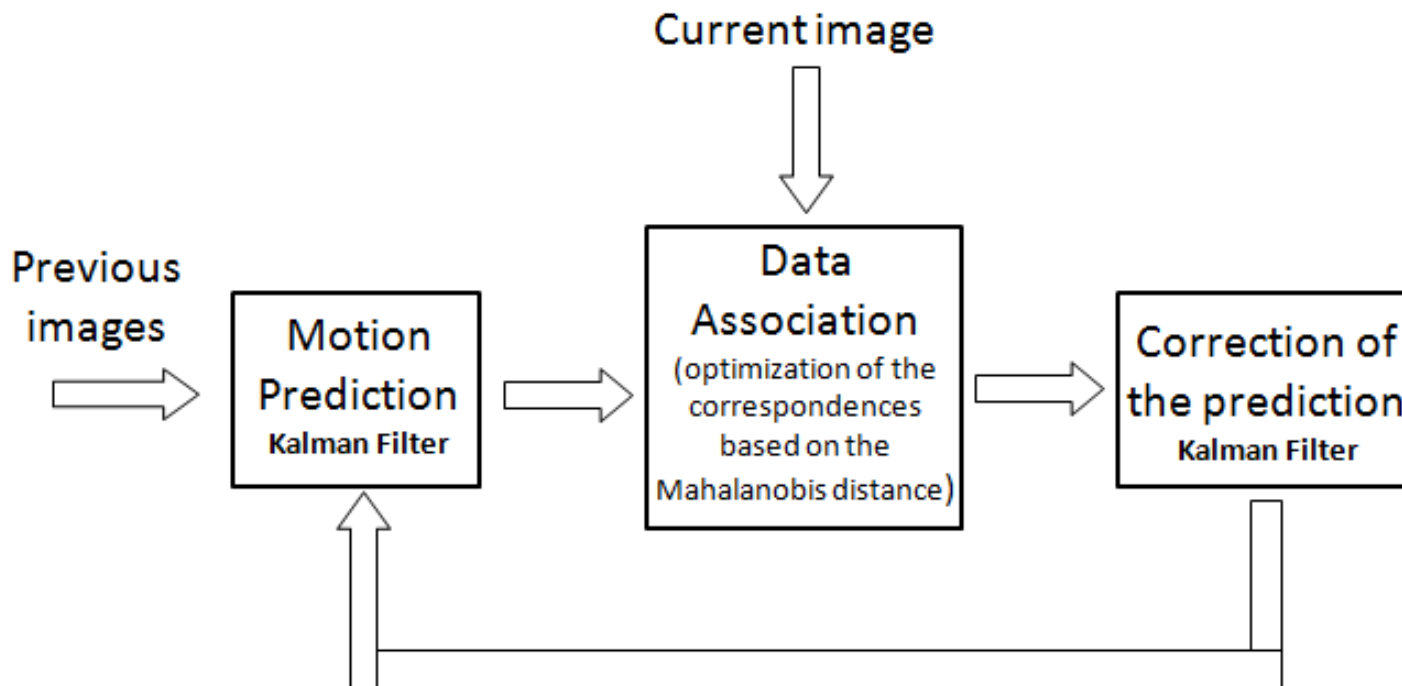 Current image
Previous
images
Motion
Prediction
Kalman Filter
Data
Association
(optimization of the
correspondences
based on the
Mahalanobis distance)
Correction of
the prediction
Kalman Filter